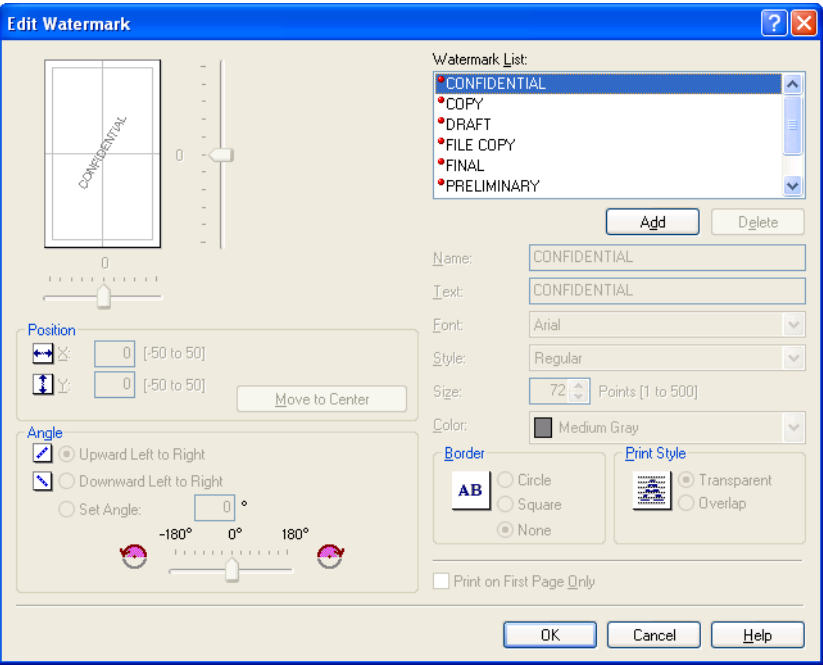 Edit Watermark
CONFIDENTIAL
0
0
Position
X: 0 [-50 to 50]
Y: 0 [-50 to 50]
Move to Center
Angle
Upward Left to Right
Downward Left to Right
Set Angle: 0 °
-180° 0° 180°
Watermark List:
CONFIDENTIAL
COPY
DRAFT
FILE COPY
FINAL
PRELIMINARY
Add Delete
Name: CONFIDENTIAL
Text: CONFIDENTIAL
Font: Arial
Style: Regular
Size: 72 Points [1 to 500]
Color: Medium Gray
Border
AB
Circle
Square
None
Print Style
Transparent
Overlap
Print on First Page Only
OK Cancel Help